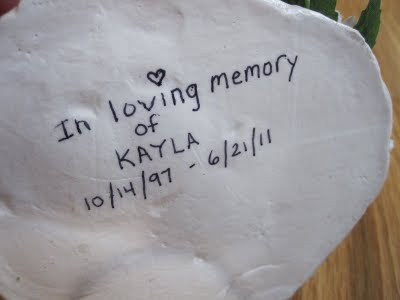 In loving memory
of
KAYLA
10/14/97 - 6/21/11